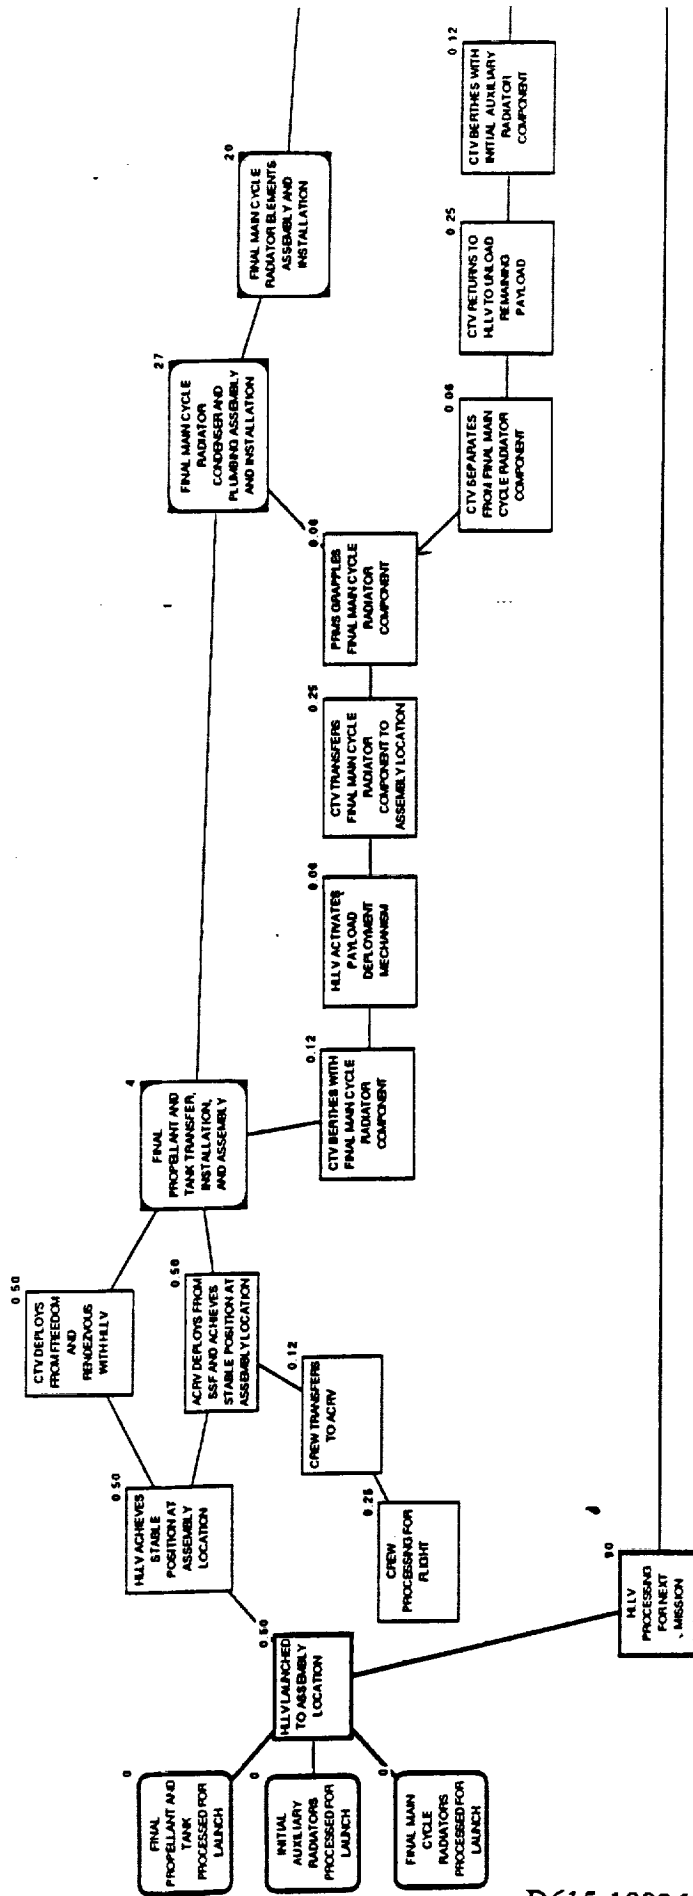 0
FINAL
PROPELLANT AND
TANK
PROCESSED FOR
LAUNCH
0
INITIAL
AUXILIARY
RADIATORS
PROCESSED FOR
LAUNCH
0
FINAL MAIN
CYCLE
RADIATORS
PROCESSED FOR
LAUNCH
0.50
HLLV LAUNCHED
TO ASSEMBLY
LOCATION
90
HLLV
PROCESSING
FOR NEXT
MISSION
0.50
HLLV ACHIEVES
STABLE
POSITION AT
ASSEMBLY
LOCATION
0.25
CREW
PROCESSING FOR
FLIGHT
0.12
CREW TRANSFERS
TO ACRV
0.50
CTV DEPLOYS
FROM FREEDOM
AND
RENDEZVOUS
WITH HLLV
0.50
ACRV DEPLOYS FROM
SSF AND ACHIEVES
STABLE POSITION AT
ASSEMBLY LOCATION
4
FINAL
PROPELLANT AND
TANK TRANSFER,
INSTALLATION,
AND ASSEMBLY
0.12
CTV BERTHES WITH
FINAL MAIN CYCLE
RADIATOR
COMPONENT
0.06
HLLV ACTIVATES
PAYLOAD
DEPLOYMENT
MECHANISM
0.25
CTV TRANSFERS
FINAL MAIN CYCLE
RADIATOR
COMPONENT TO
ASSEMBLY LOCATION
0.06
PRMS GRAPPLES
FINAL MAIN CYCLE
RADIATOR
COMPONENT
27
FINAL MAIN CYCLE
RADIATOR
CONDENSER AND
PLUMBING ASSEMBLY
AND INSTALLATION
0.06
CTV SEPARATES
FROM FINAL MAIN
CYCLE RADIATOR
COMPONENT
20
FINAL MAIN CYCLE
RADIATOR ELEMENTS
ASSEMBLY AND
INSTALLATION
0.25
CTV RETURNS TO
HLLV TO UNLOAD
REMAINING
PAYLOAD
0.12
CTV BERTHES WITH
INITIAL AUXILIARY
RADIATOR
COMPONENT